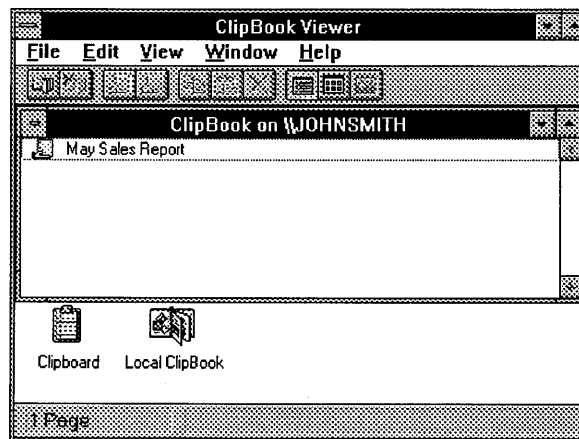 ClipBook Viewer
File Edit View Window Help
ClipBook on \\JOHNSMITH
May Sales Report
Clipboard Local ClipBook
1 Page